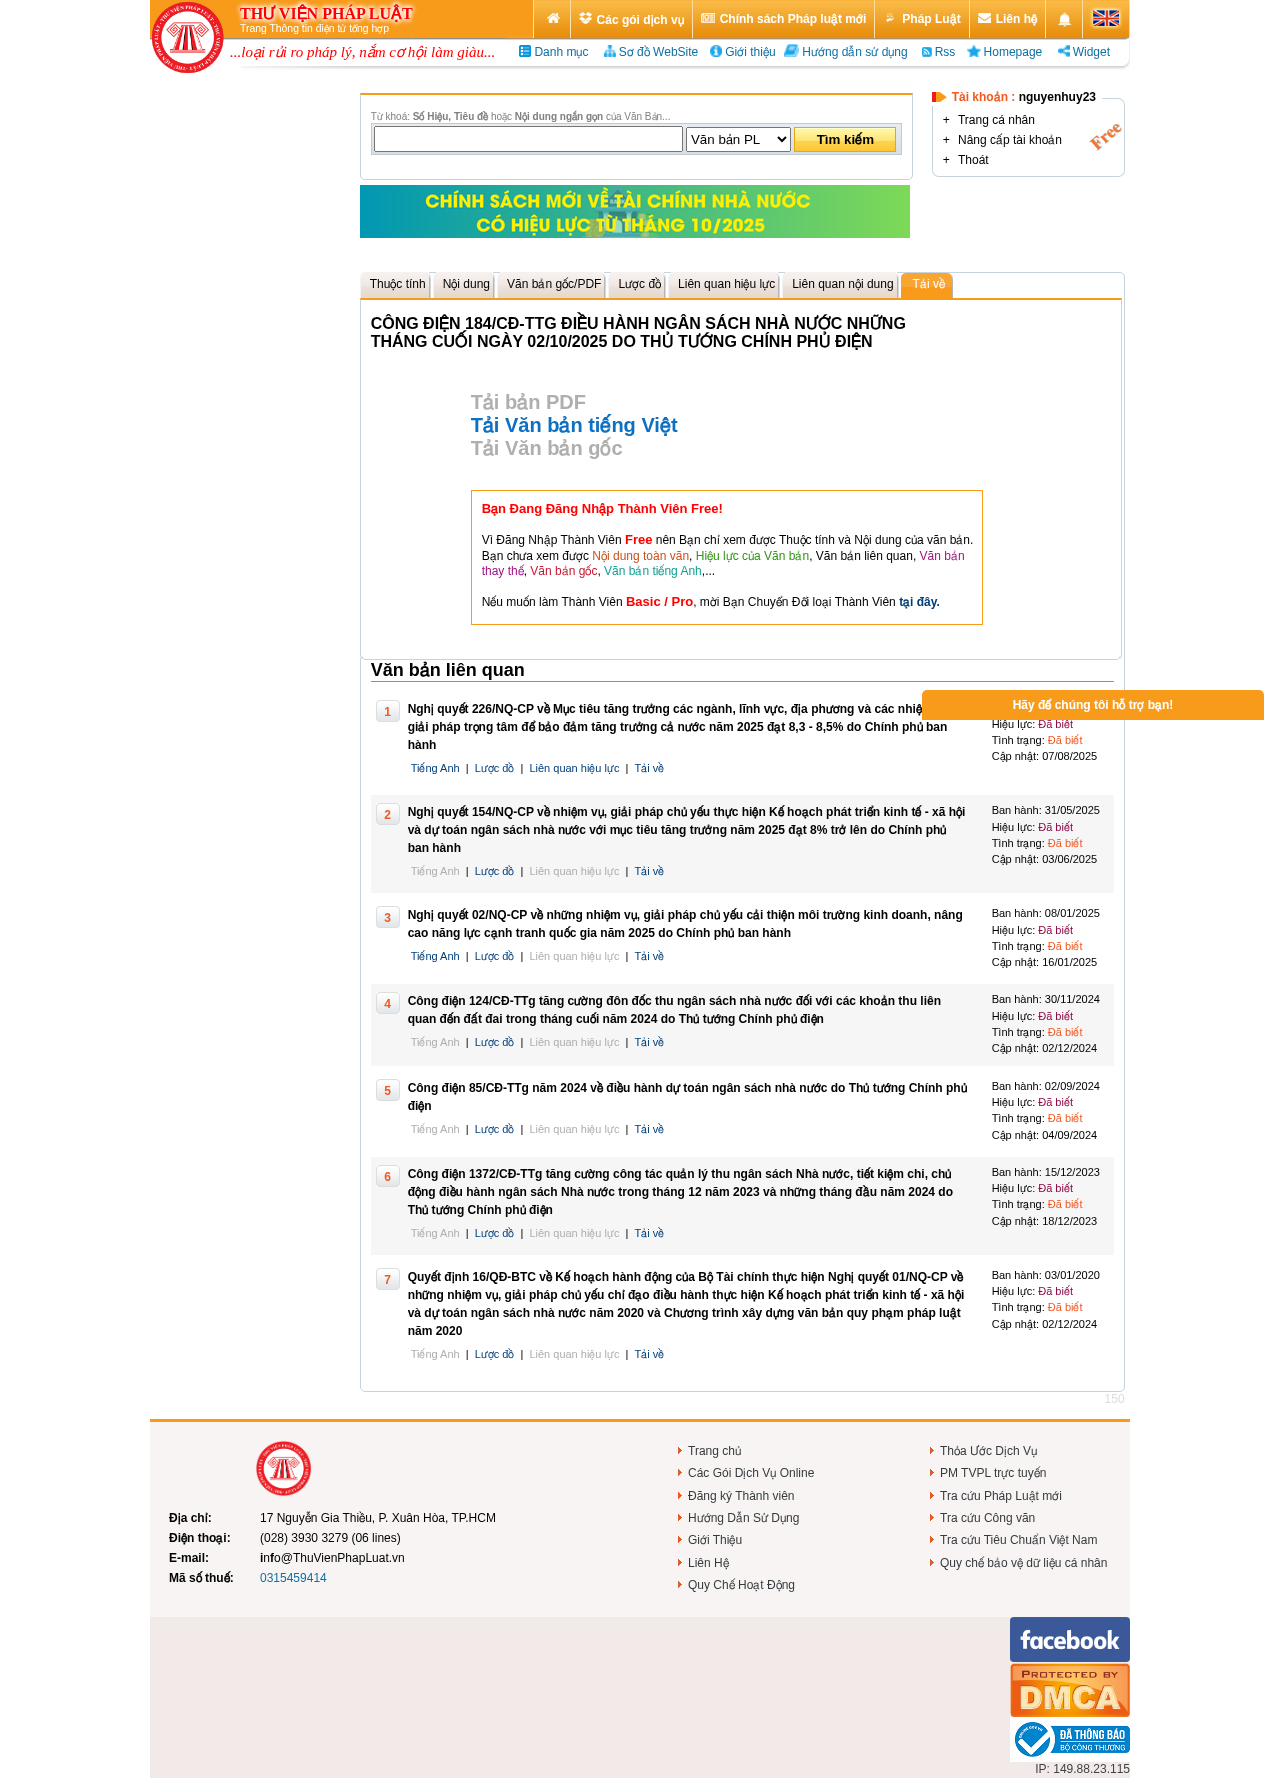 THƯ VIỆN PHÁP LUẬT
Trang Thông tin điện tử tổng hợp
Các gói dịch vụ
Chính sách Pháp luật mới
Pháp Luật
Liên hệ
...loại rủi ro pháp lý, nắm cơ hội làm giàu...
Danh mục
Sơ đồ WebSite
Giới thiệu
Hướng dẫn sử dụng
Rss
Homepage
Widget
Từ khoá: Số Hiệu, Tiêu đề hoặc Nội dung ngắn gọn của Văn Bản...
Văn bản PL
Tìm kiếm
Tài khoản : nguyenhuy23
+ Trang cá nhân
+ Nâng cấp tài khoản
+ Thoát
Free
CHÍNH SÁCH MỚI VỀ TÀI CHÍNH NHÀ NƯỚC
CÓ HIỆU LỰC TỪ THÁNG 10/2025
Thuộc tính
Nội dung
Văn bản gốc/PDF
Lược đồ
Liên quan hiệu lực
Liên quan nội dung
Tải về
CÔNG ĐIỆN 184/CĐ-TTG ĐIỀU HÀNH NGÂN SÁCH NHÀ NƯỚC NHỮNG
THÁNG CUỐI NGÀY 02/10/2025 DO THỦ TƯỚNG CHÍNH PHỦ ĐIỆN
Tải bản PDF
Tải Văn bản tiếng Việt
Tải Văn bản gốc
Bạn Đang Đăng Nhập Thành Viên Free!
Vì Đăng Nhập Thành Viên Free nên Bạn chỉ xem được Thuộc tính và Nội dung của văn bản.
Bạn chưa xem được Nội dung toàn văn, Hiệu lực của Văn bản, Văn bản liên quan, Văn bản
thay thế, Văn bản gốc, Văn bản tiếng Anh,...
Nếu muốn làm Thành Viên Basic / Pro, mời Bạn Chuyển Đổi loại Thành Viên tại đây.
Văn bản liên quan
Hãy để chúng tôi hỗ trợ bạn!
1
Nghị quyết 226/NQ-CP về Mục tiêu tăng trưởng các ngành, lĩnh vực, địa phương và các nhiệ
giải pháp trọng tâm để bảo đảm tăng trưởng cả nước năm 2025 đạt 8,3 - 8,5% do Chính phủ ban
hành
Tiếng Anh | Lược đồ | Liên quan hiệu lực | Tải về
Hiệu lực: Đã biết
Tình trạng: Đã biết
Cập nhật: 07/08/2025
2
Nghị quyết 154/NQ-CP về nhiệm vụ, giải pháp chủ yếu thực hiện Kế hoạch phát triển kinh tế - xã hội
và dự toán ngân sách nhà nước với mục tiêu tăng trưởng năm 2025 đạt 8% trở lên do Chính phủ
ban hành
Tiếng Anh | Lược đồ | Liên quan hiệu lực | Tải về
Ban hành: 31/05/2025
Hiệu lực: Đã biết
Tình trạng: Đã biết
Cập nhật: 03/06/2025
3
Nghị quyết 02/NQ-CP về những nhiệm vụ, giải pháp chủ yếu cải thiện môi trường kinh doanh, nâng
cao năng lực cạnh tranh quốc gia năm 2025 do Chính phủ ban hành
Tiếng Anh | Lược đồ | Liên quan hiệu lực | Tải về
Ban hành: 08/01/2025
Hiệu lực: Đã biết
Tình trạng: Đã biết
Cập nhật: 16/01/2025
4
Công điện 124/CĐ-TTg tăng cường đôn đốc thu ngân sách nhà nước đối với các khoản thu liên
quan đến đất đai trong tháng cuối năm 2024 do Thủ tướng Chính phủ điện
Tiếng Anh | Lược đồ | Liên quan hiệu lực | Tải về
Ban hành: 30/11/2024
Hiệu lực: Đã biết
Tình trạng: Đã biết
Cập nhật: 02/12/2024
5
Công điện 85/CĐ-TTg năm 2024 về điều hành dự toán ngân sách nhà nước do Thủ tướng Chính phủ
điện
Tiếng Anh | Lược đồ | Liên quan hiệu lực | Tải về
Ban hành: 02/09/2024
Hiệu lực: Đã biết
Tình trạng: Đã biết
Cập nhật: 04/09/2024
6
Công điện 1372/CĐ-TTg tăng cường công tác quản lý thu ngân sách Nhà nước, tiết kiệm chi, chủ
động điều hành ngân sách Nhà nước trong tháng 12 năm 2023 và những tháng đầu năm 2024 do
Thủ tướng Chính phủ điện
Tiếng Anh | Lược đồ | Liên quan hiệu lực | Tải về
Ban hành: 15/12/2023
Hiệu lực: Đã biết
Tình trạng: Đã biết
Cập nhật: 18/12/2023
7
Quyết định 16/QĐ-BTC về Kế hoạch hành động của Bộ Tài chính thực hiện Nghị quyết 01/NQ-CP về
những nhiệm vụ, giải pháp chủ yếu chỉ đạo điều hành thực hiện Kế hoạch phát triển kinh tế - xã hội
và dự toán ngân sách nhà nước năm 2020 và Chương trình xây dựng văn bản quy phạm pháp luật
năm 2020
Tiếng Anh | Lược đồ | Liên quan hiệu lực | Tải về
Ban hành: 03/01/2020
Hiệu lực: Đã biết
Tình trạng: Đã biết
Cập nhật: 02/12/2024
150
Địa chỉ: 17 Nguyễn Gia Thiều, P. Xuân Hòa, TP.HCM
Điện thoại: (028) 3930 3279 (06 lines)
E-mail: info@ThuVienPhapLuat.vn
Mã số thuế: 0315459414
Trang chủ
Các Gói Dịch Vụ Online
Đăng ký Thành viên
Hướng Dẫn Sử Dụng
Giới Thiệu
Liên Hệ
Quy Chế Hoạt Động
Thỏa Ước Dịch Vụ
PM TVPL trực tuyến
Tra cứu Pháp Luật mới
Tra cứu Công văn
Tra cứu Tiêu Chuẩn Việt Nam
Quy chế bảo vệ dữ liệu cá nhân
facebook
PROTECTED BY
DMCA
ĐÃ THÔNG BÁO
BỘ CÔNG THƯƠNG
IP: 149.88.23.115